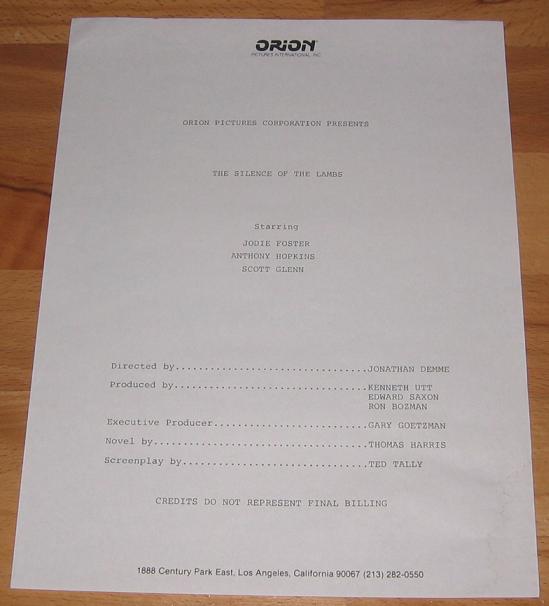 ORION
PICTURES INTERNATIONAL, INC.
ORION PICTURES CORPORATION PRESENTS
THE SILENCE OF THE LAMBS
Starring
JODIE FOSTER
ANTHONY HOPKINS
SCOTT GLENN
Directed by.................................JONATHAN DEMME
Produced by.................................KENNETH UTT
EDWARD SAXON
RON BOZMAN
Executive Producer..........................GARY GOETZMAN
Novel by....................................THOMAS HARRIS
Screenplay by...............................TED TALLY
CREDITS DO NOT REPRESENT FINAL BILLING
1888 Century Park East, Los Angeles, California 90067 (213) 282-0550